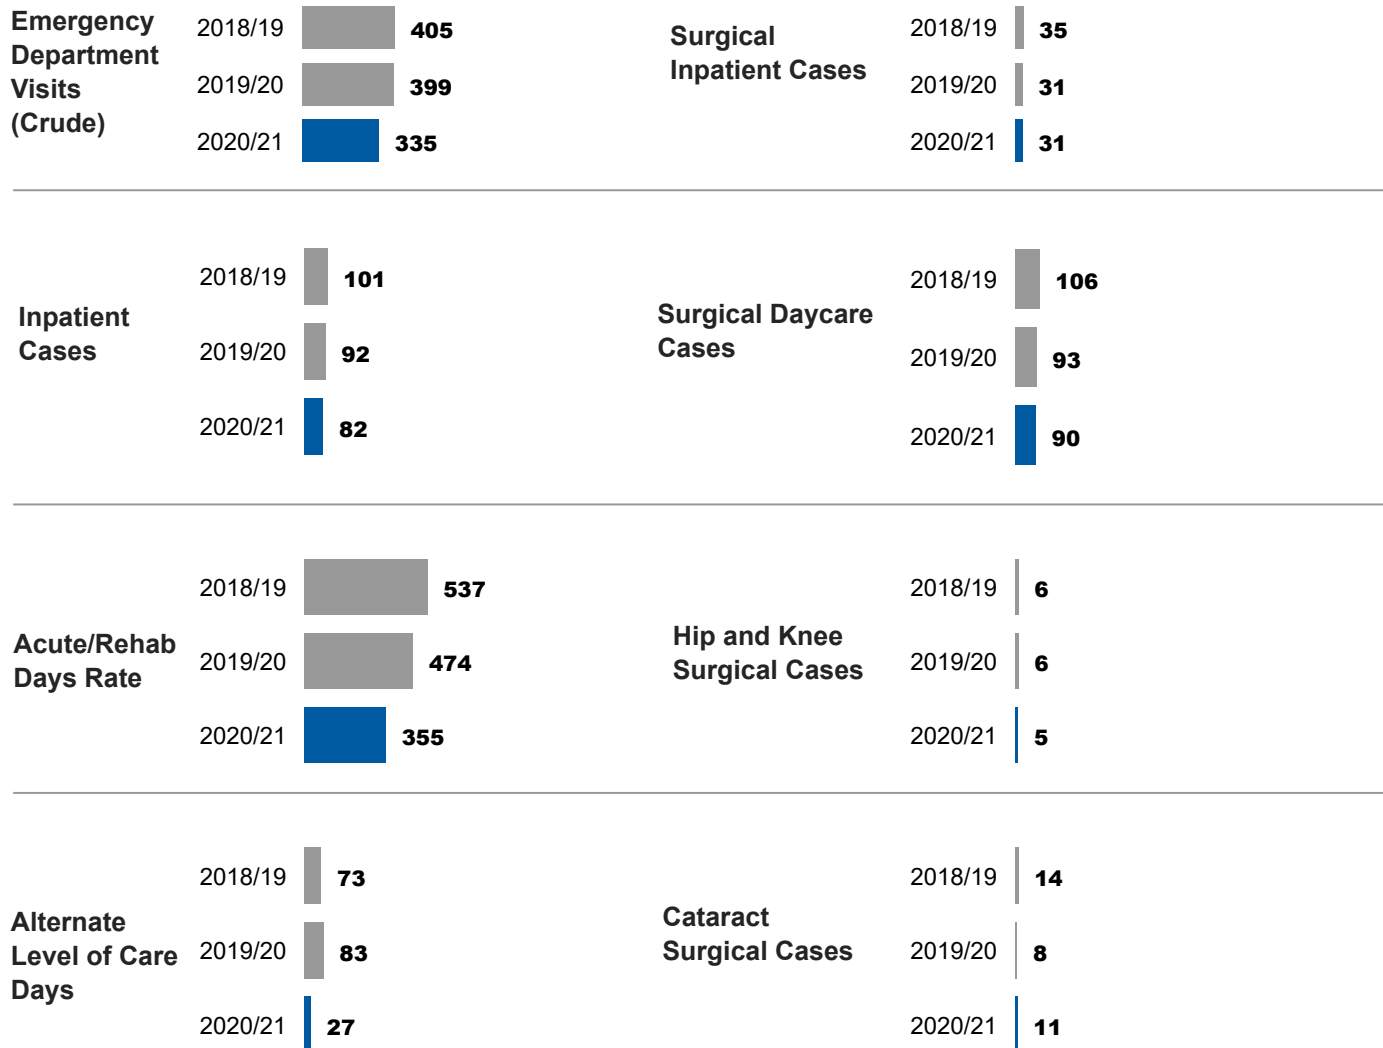 Emergency
Department
Visits
(Crude)
2018/19 405
2019/20 399
2020/21 335
Surgical
Inpatient Cases
2018/19 35
2019/20 31
2020/21 31
Inpatient
Cases
2018/19 101
2019/20 92
2020/21 82
Surgical Daycare
Cases
2018/19 106
2019/20 93
2020/21 90
Acute/Rehab
Days Rate
2018/19 537
2019/20 474
2020/21 355
Hip and Knee
Surgical Cases
2018/19 6
2019/20 6
2020/21 5
Alternate
Level of Care
Days
2018/19 73
2019/20 83
2020/21 27
Cataract
Surgical Cases
2018/19 14
2019/20 8
2020/21 11